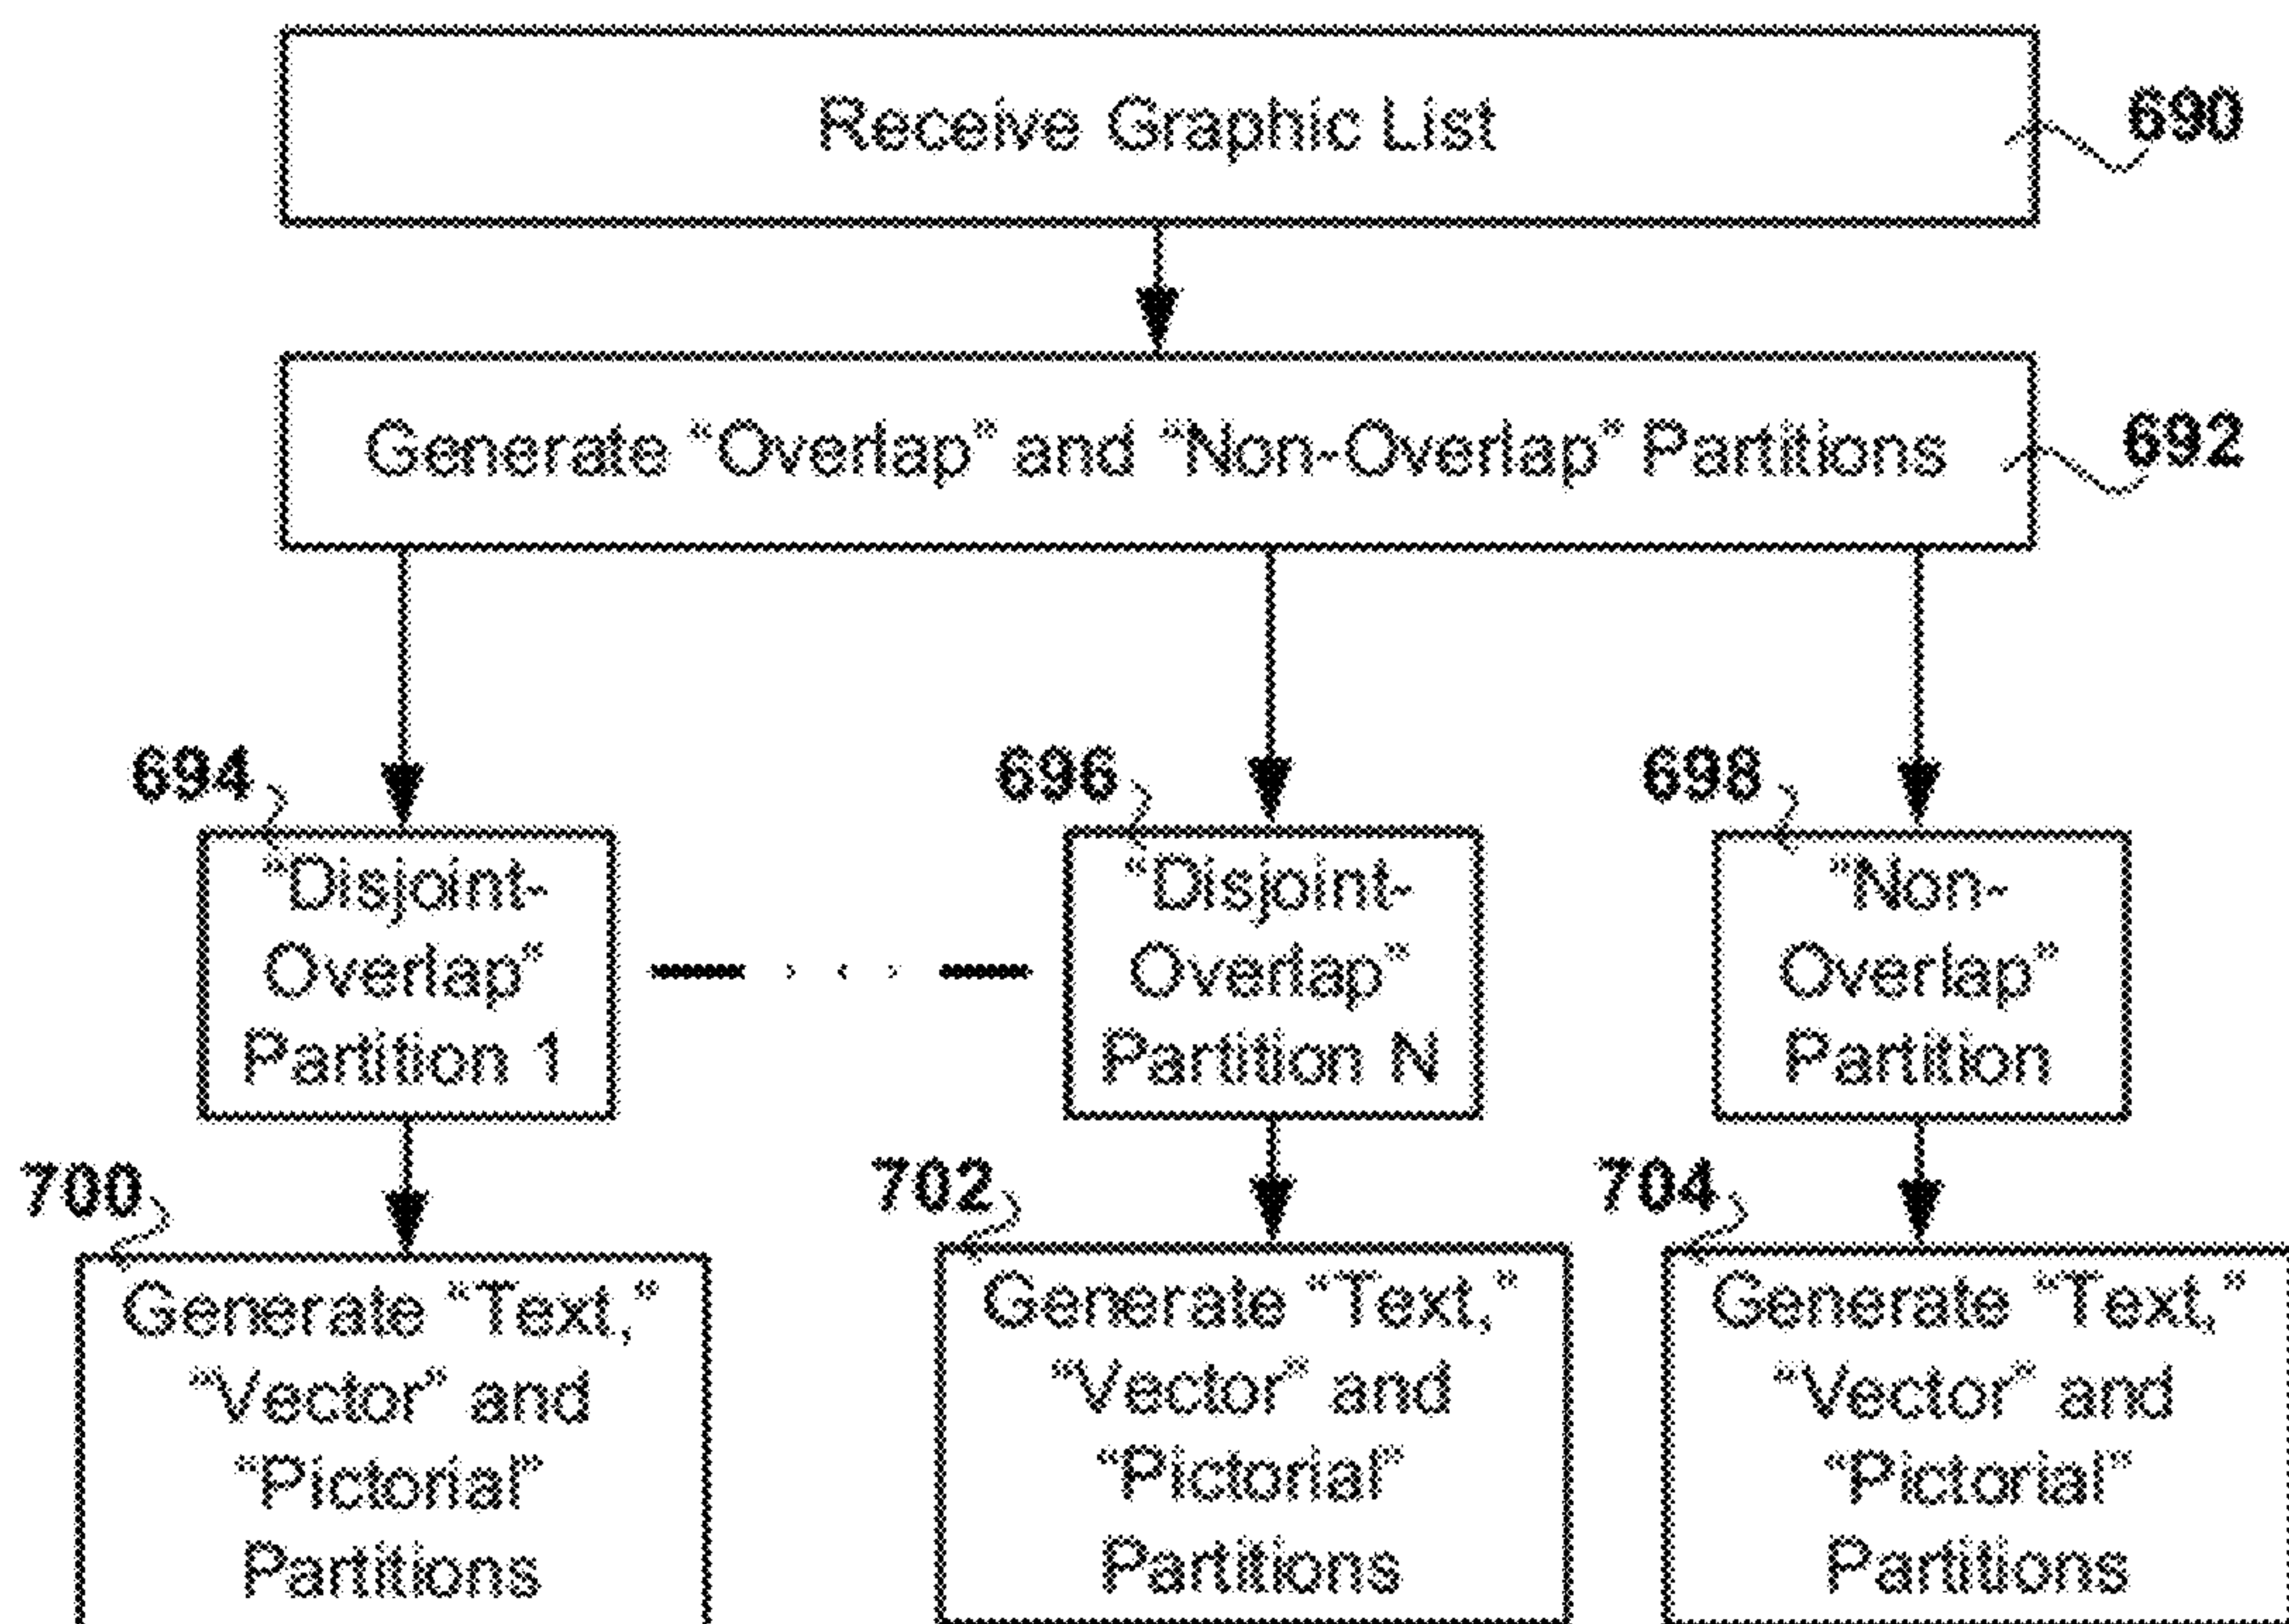 Receive Graphic List
690
Generate “Overlap” and “Non-Overlap” Partitions
692
694
“Disjoint-
Overlap”
Partition 1
696
“Disjoint-
Overlap”
Partition N
698
“Non-
Overlap”
Partition
700
Generate “Text,”
“Vector” and
“Pictorial”
Partitions
702
Generate “Text,”
“Vector” and
“Pictorial”
Partitions
704
Generate “Text,”
“Vector” and
“Pictorial”
Partitions